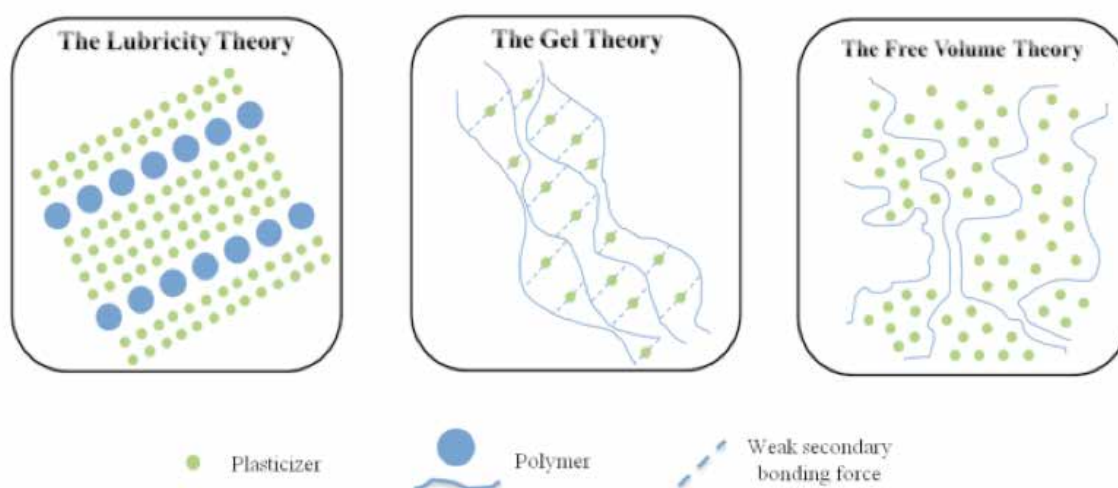 The Lubricity Theory
The Gel Theory
The Free Volume Theory
Plasticizer
Polymer
Weak secondary
bonding force